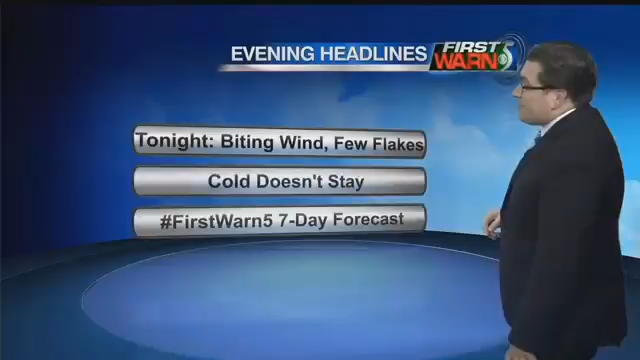 EVENING HEADLINES
FIRST
WARN 5
Tonight: Biting Wind, Few Flakes
Cold Doesn't Stay
#FirstWarn5 7-Day Forecast